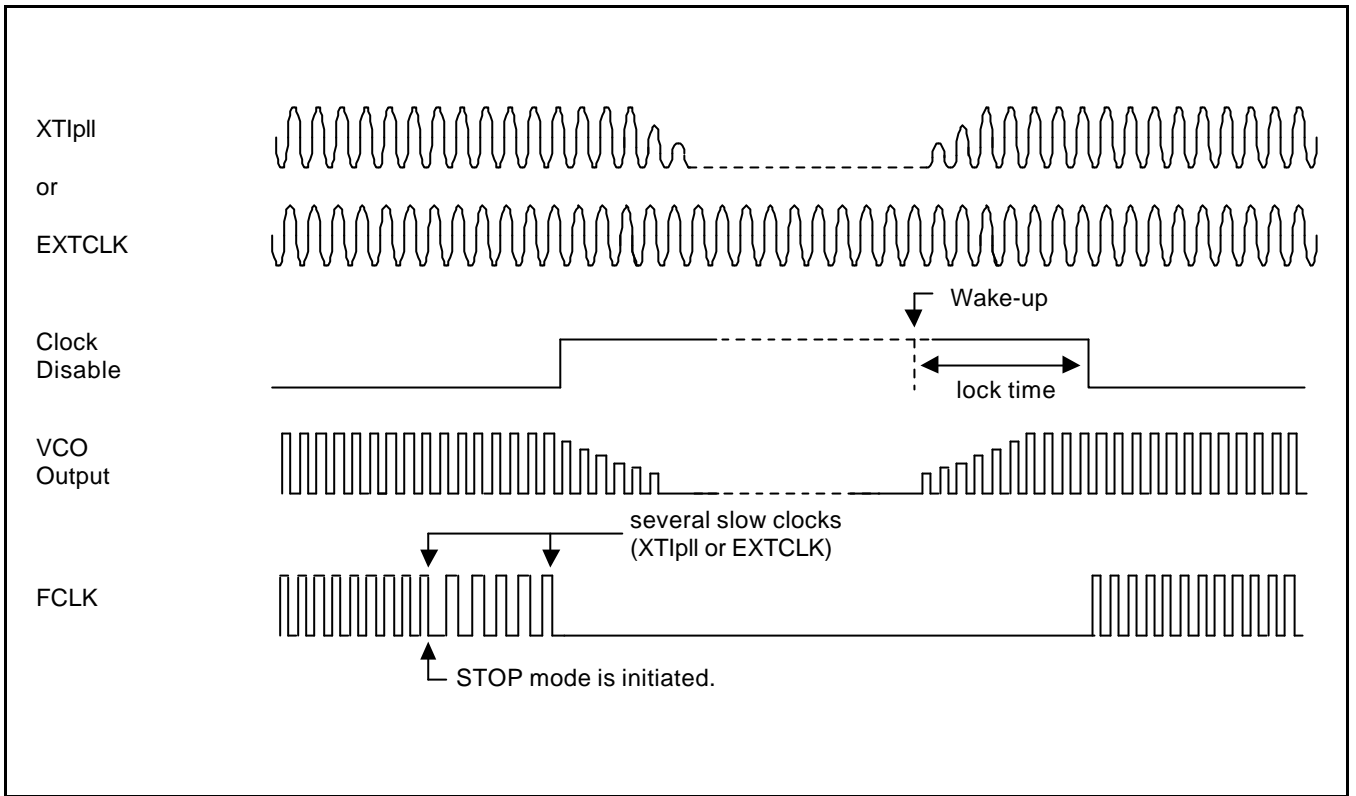 XTIpll
or
EXTCLK
Wake-up
Clock
Disable
lock time
VCO
Output
several slow clocks
(XTIpll or EXTCLK)
FCLK
STOP mode is initiated.